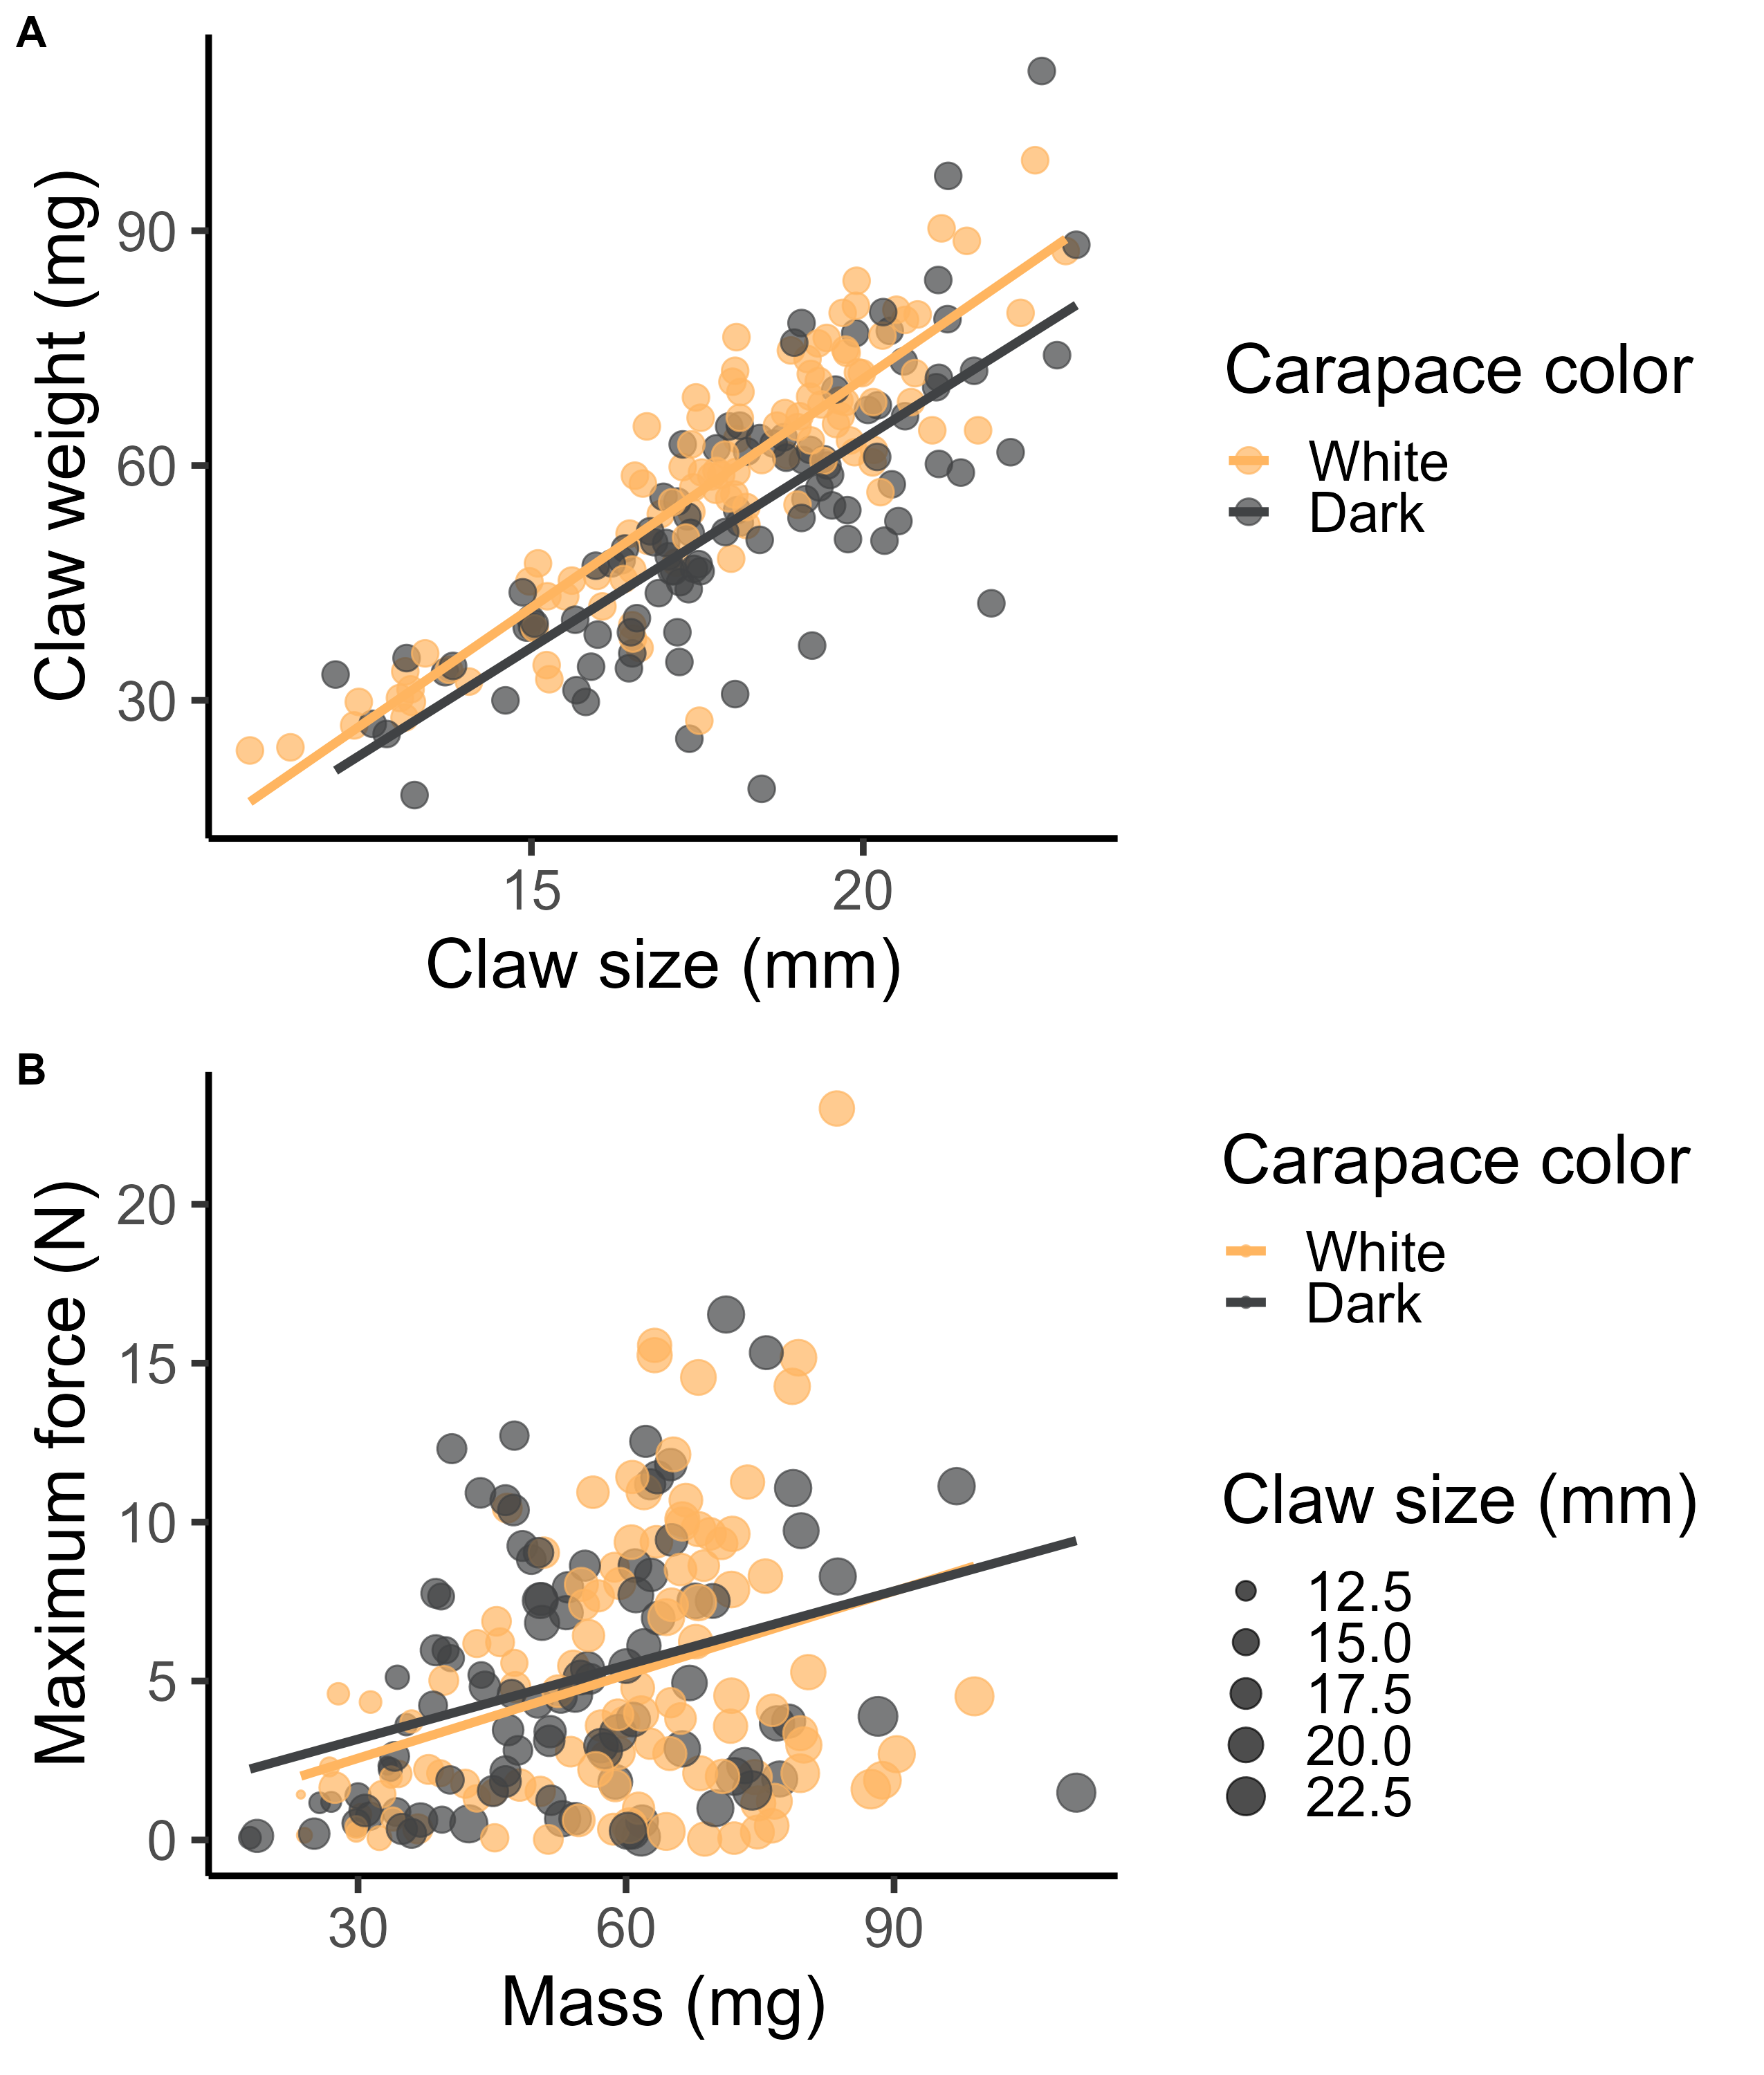 A
Claw weight (mg)
90
60
30
15 20
Claw size (mm)
Carapace color
White
Dark
B
Maximum force (N)
20
15
10
5
0
30 60 90
Mass (mg)
Carapace color
White
Dark
Claw size (mm)
12.5
15.0
17.5
20.0
22.5